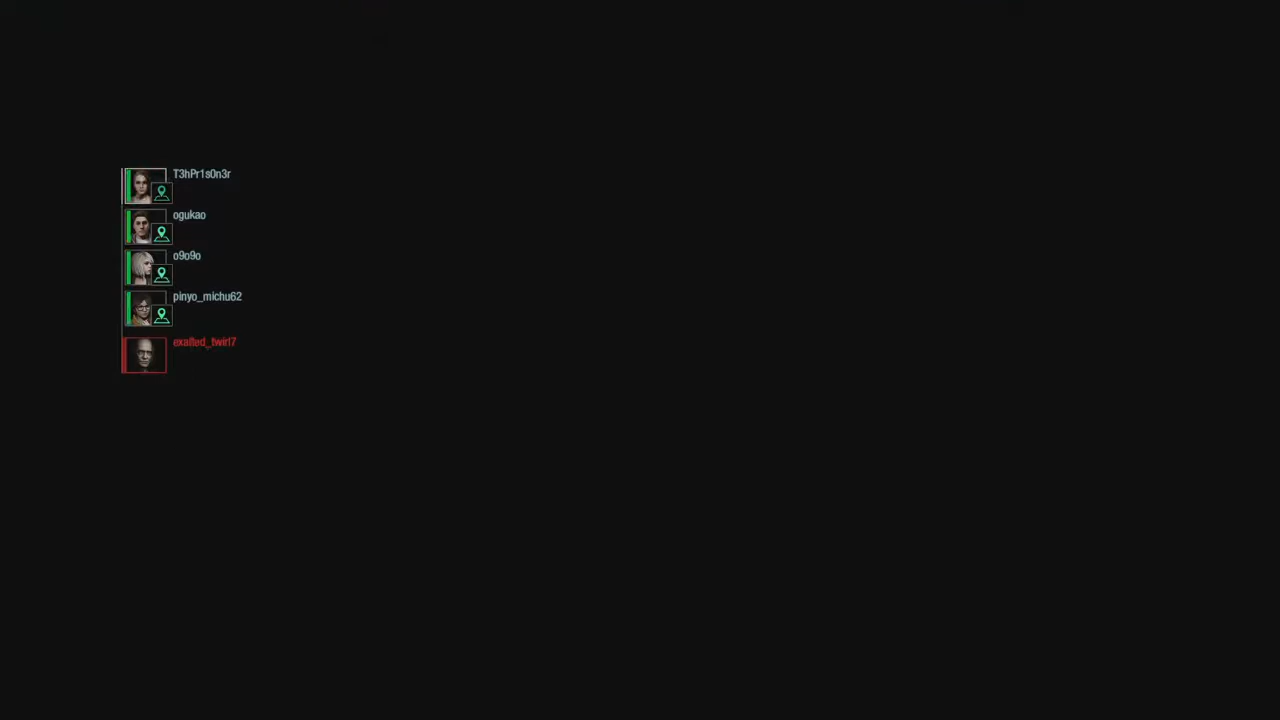 T3hPr1s0n3r
ogukao
o9o9o
pinyo_michu62
exalted_twirl7